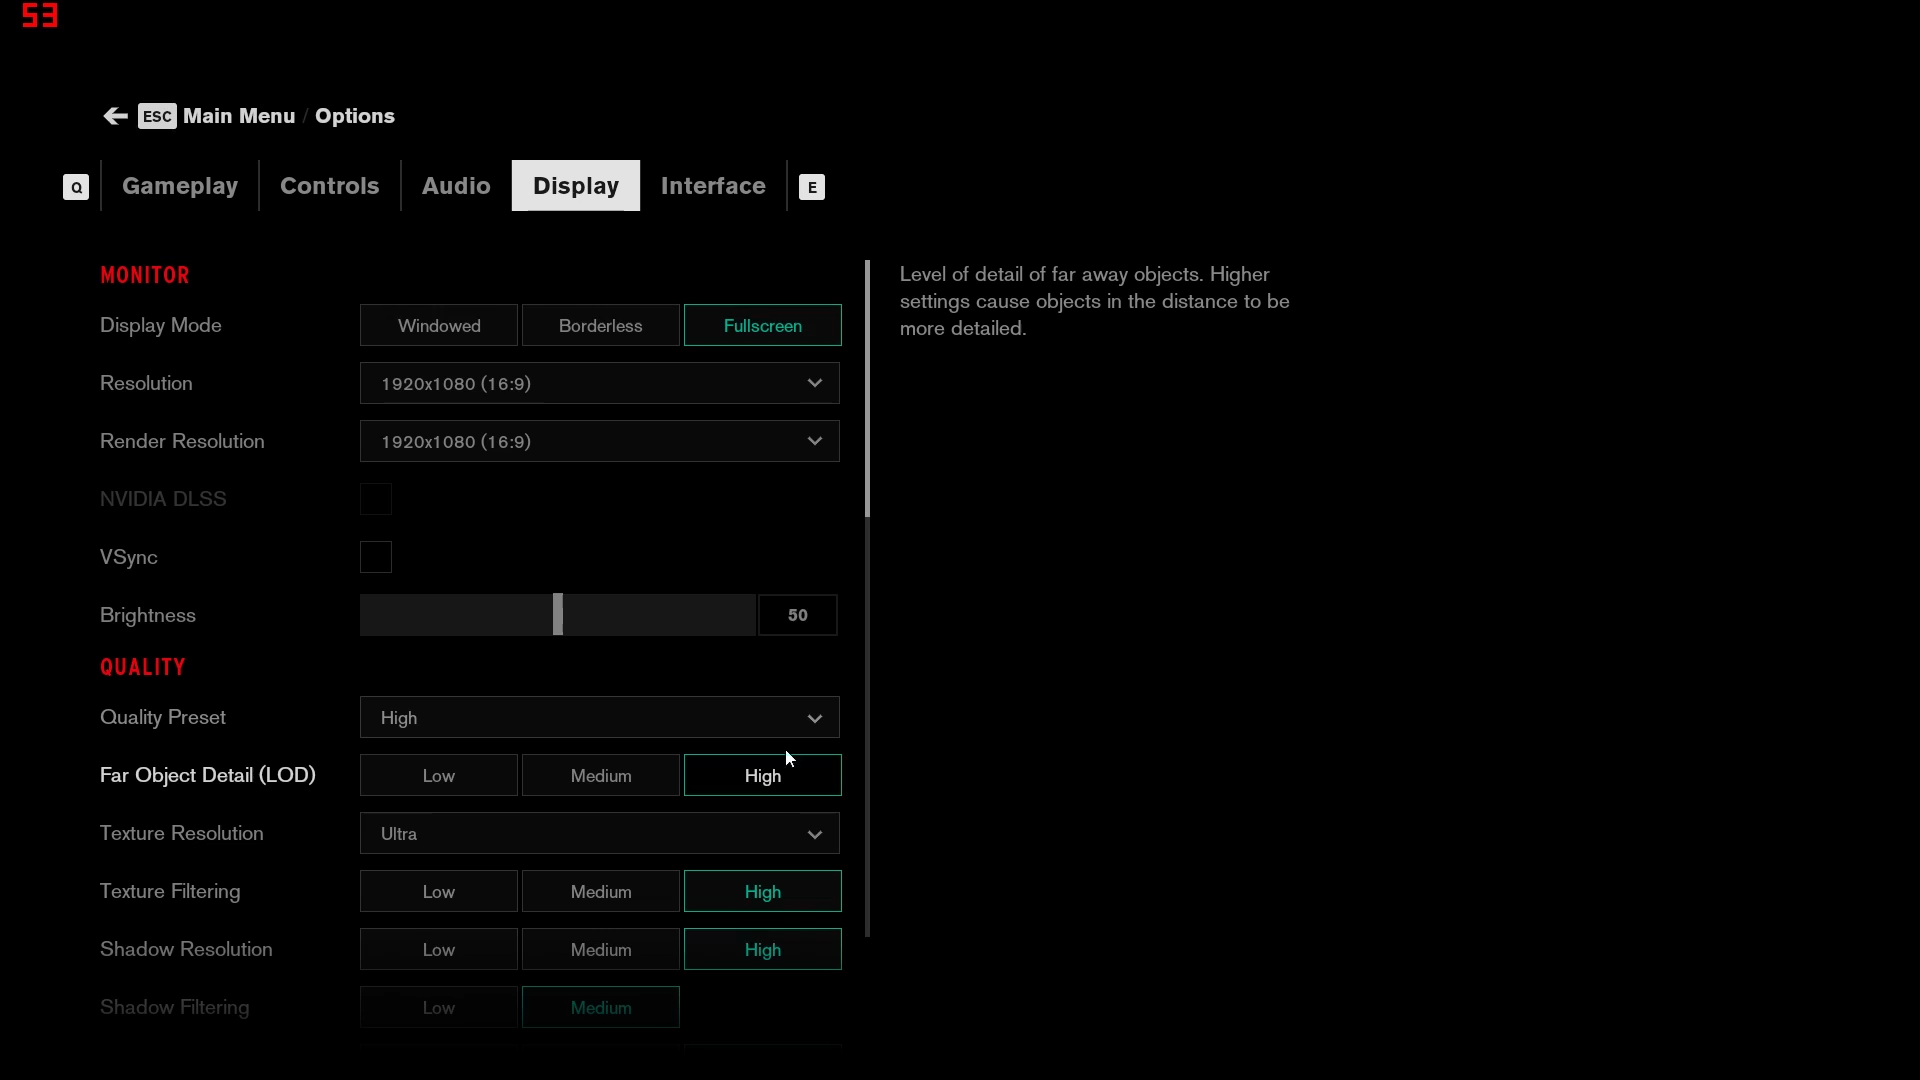 53
ESC Main Menu / Options
Q Gameplay Controls Audio Display Interface E
MONITOR
Display Mode Windowed Borderless Fullscreen
Resolution 1920x1080 (16:9)
Render Resolution 1920x1080 (16:9)
NVIDIA DLSS
VSync
Brightness 50
QUALITY
Quality Preset High
Far Object Detail (LOD) Low Medium High
Texture Resolution Ultra
Texture Filtering Low Medium High
Shadow Resolution Low Medium High
Shadow Filtering Low Medium
Level of detail of far away objects. Higher
settings cause objects in the distance to be
more detailed.